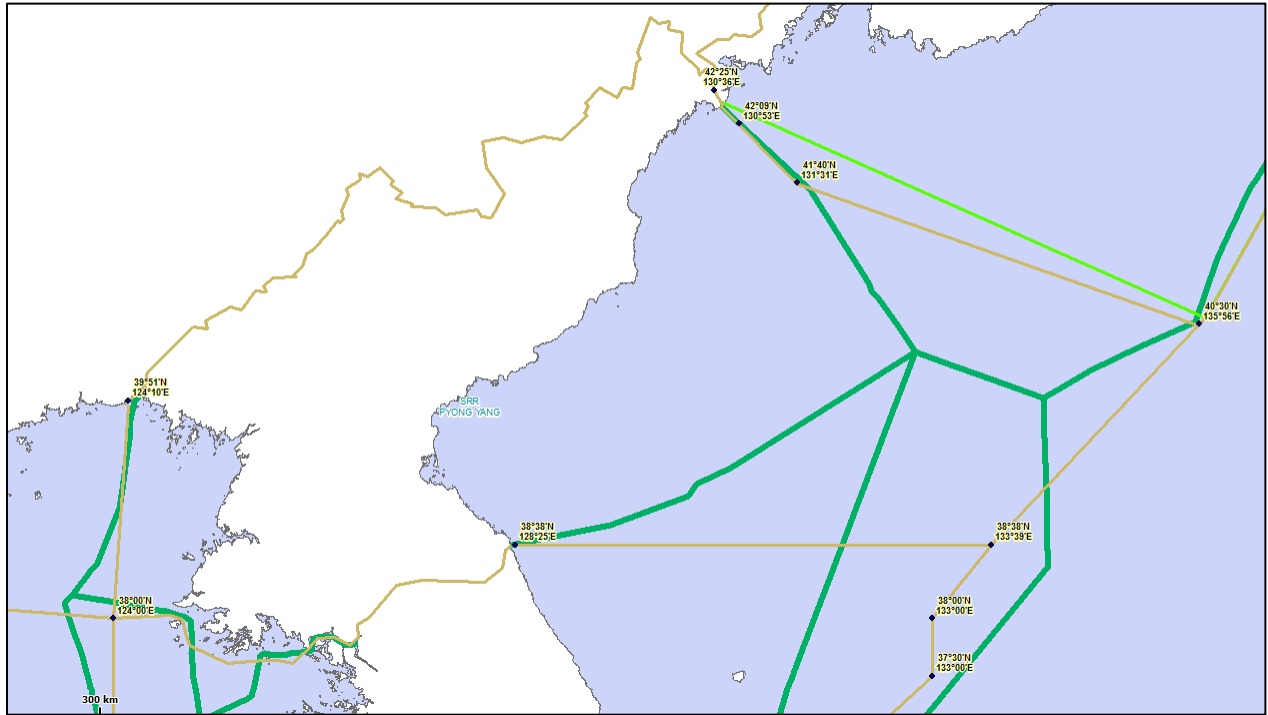 42°25'N
130°36'E
42°09'N
130°53'E
41°40'N
131°31'E
40°30'N
135°56'E
39°51'N
124°10'E
SRR
PYONG YANG
38°38'N
128°25'E
38°38'N
133°39'E
38°00'N
124°00'E
38°00'N
133°00'E
37°30'N
133°00'E
300 km